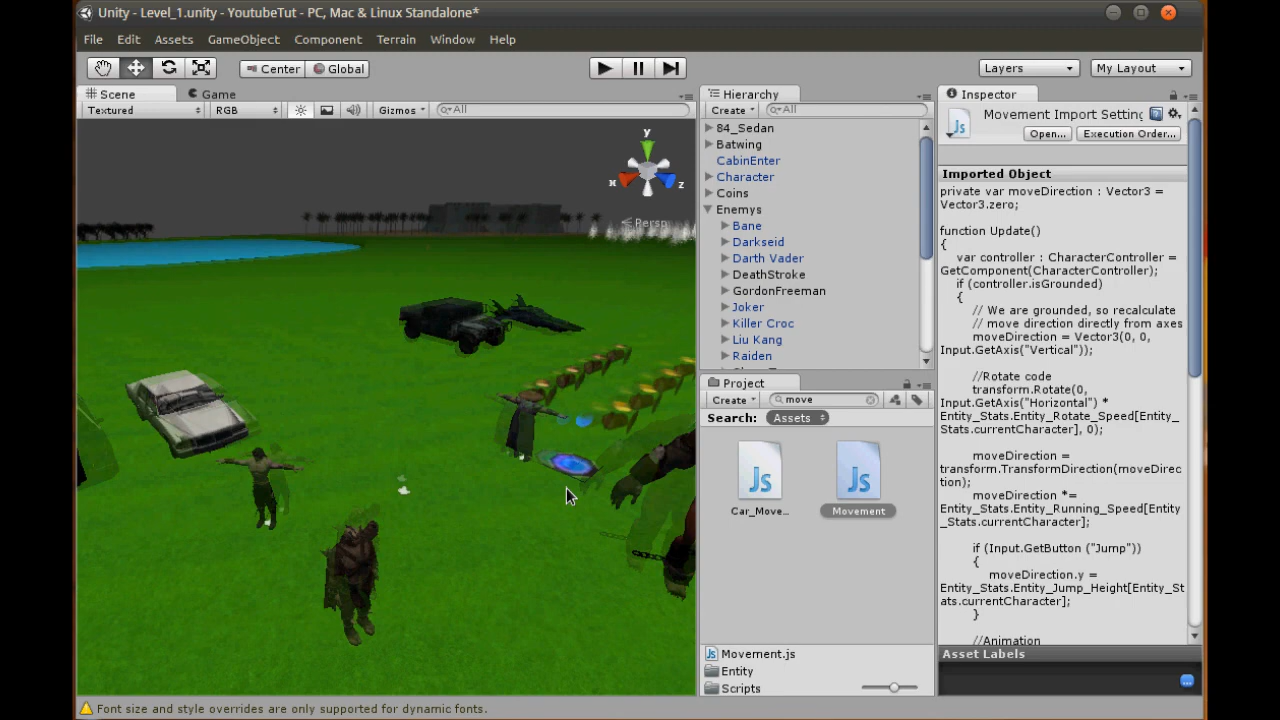 Unity - Level_1.unity - YoutubeTut - PC, Mac & Linux Standalone*
File Edit Assets GameObject Component Terrain Window Help
Center Global Layers My Layout
Scene Game
Textured RGB Gizmos All
y
x
z
Persp
Hierarchy
Create All
84_Sedan
Batwing
CabinEnter
Character
Coins
Enemys
Bane
Darkseid
Darth Vader
DeathStroke
GordonFreeman
Joker
Killer Croc
Liu Kang
Raiden
Project
Create move
Search: Assets
Js Js
Car_Move... Movement
Js Movement.js
Entity
Scripts
Inspector
Js Movement Import Setting
Open... Execution Order...
Imported Object
private var moveDirection : Vector3 =
Vector3.zero;
function Update()
{
var controller : CharacterController =
GetComponent(CharacterController);
if (controller.isGrounded)
{
// We are grounded, so recalculate
// move direction directly from axes
moveDirection = Vector3(0, 0,
Input.GetAxis("Vertical"));
//Rotate code
transform.Rotate(0,
Input.GetAxis("Horizontal") *
Entity_Stats.Entity_Rotate_Speed[Entity_
Stats.currentCharacter], 0);
moveDirection =
transform.TransformDirection(moveDirec
tion);
moveDirection *=
Entity_Stats.Entity_Running_Speed[Entity
_Stats.currentCharacter];
if (Input.GetButton ("Jump"))
{
moveDirection.y =
Entity_Stats.Entity_Jump_Height[Entity_St
ats.currentCharacter];
}
//Animation
Asset Labels
Font size and style overrides are only supported for dynamic fonts.